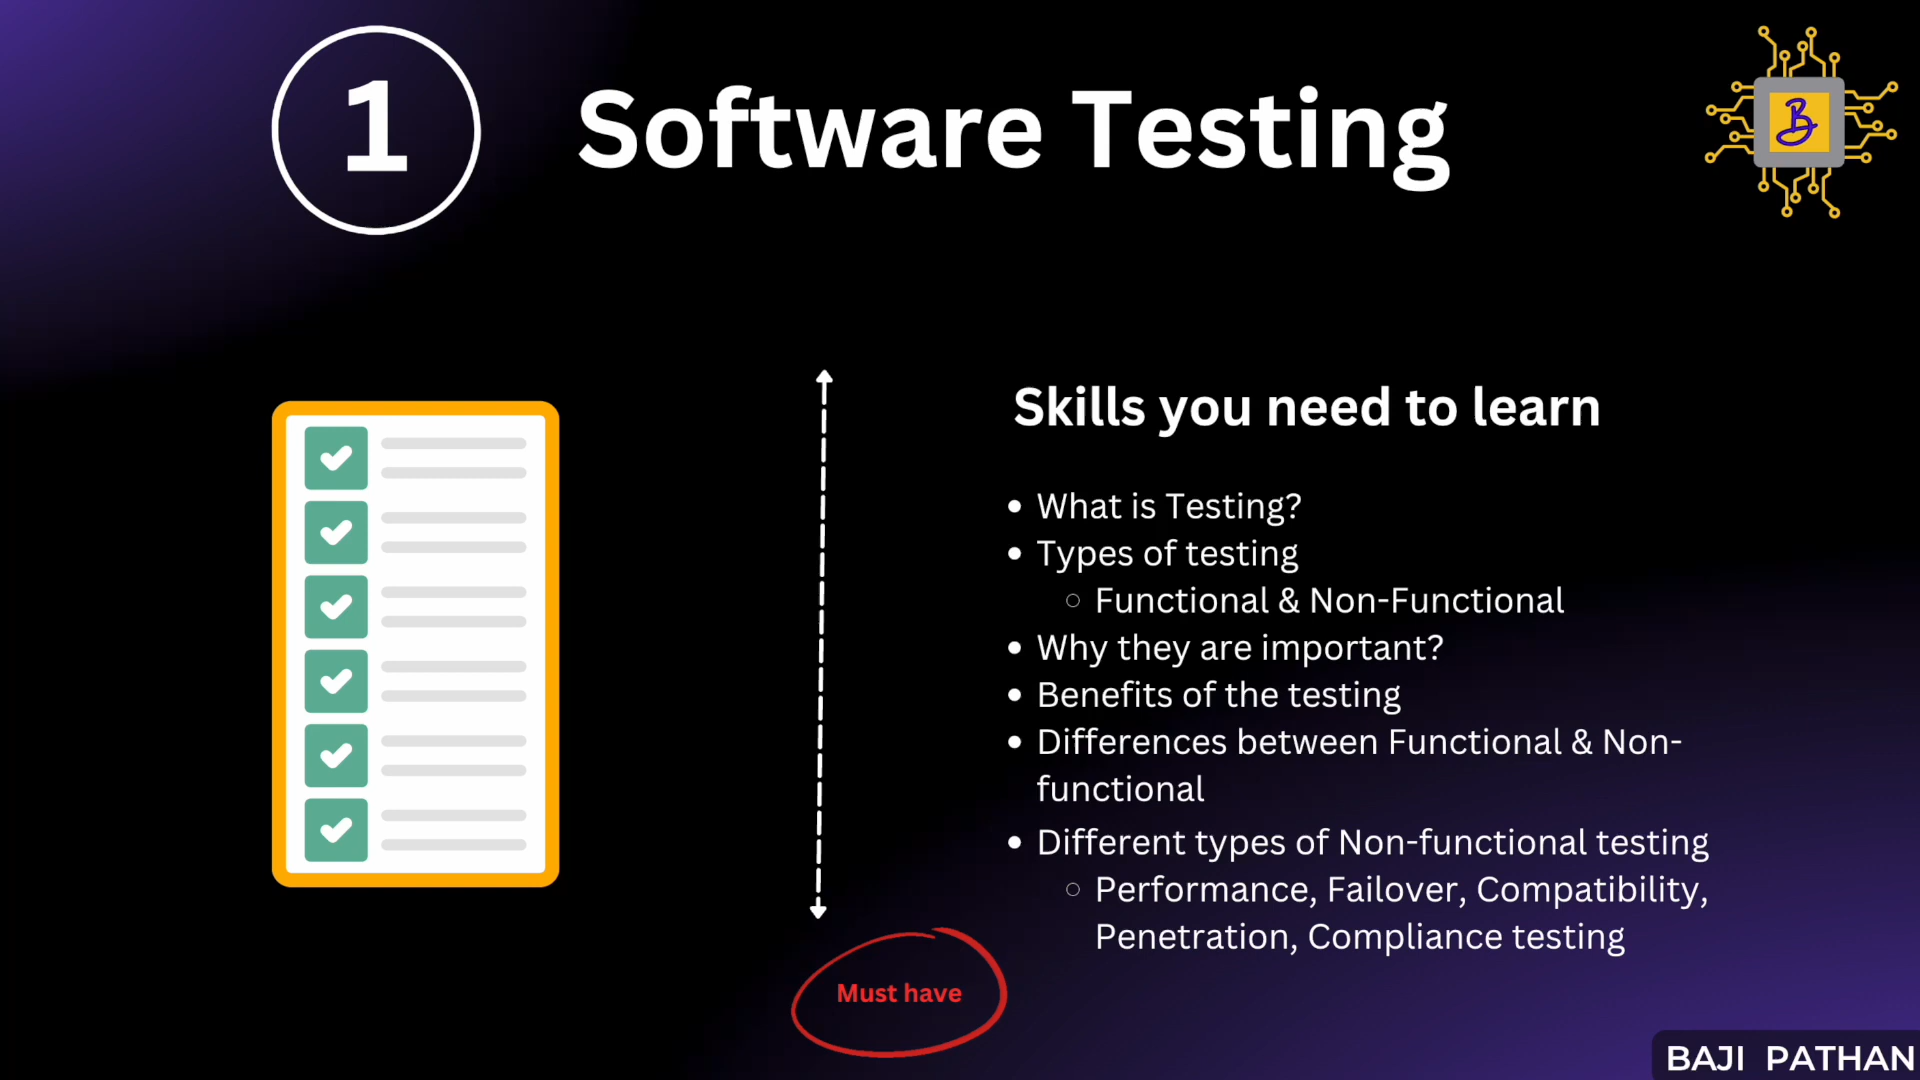 1
Software Testing
B
Skills you need to learn
• What is Testing?
• Types of testing
○ Functional & Non-Functional
• Why they are important?
• Benefits of the testing
• Differences between Functional & Non-
functional
• Different types of Non-functional testing
○ Performance, Failover, Compatibility,
Penetration, Compliance testing
Must have
BAJI PATHAN